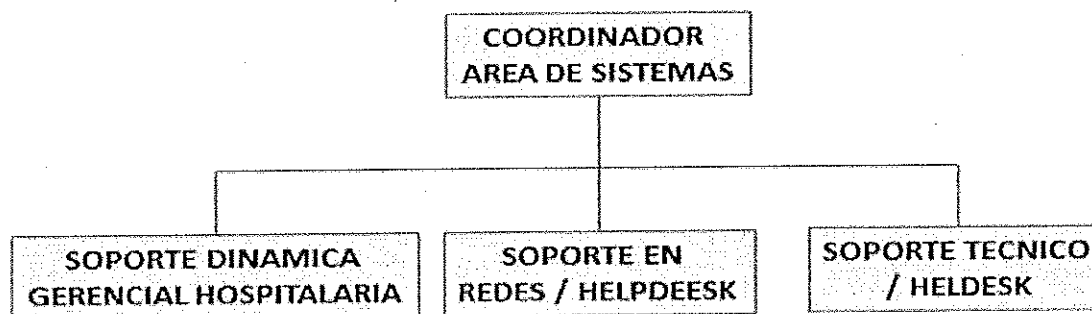 COORDINADOR
AREA DE SISTEMAS
SOPORTE DINAMICA
GERENCIAL HOSPITALARIA
SOPORTE EN
REDES / HELPDEESK
SOPORTE TECNICO
/ HELDESK